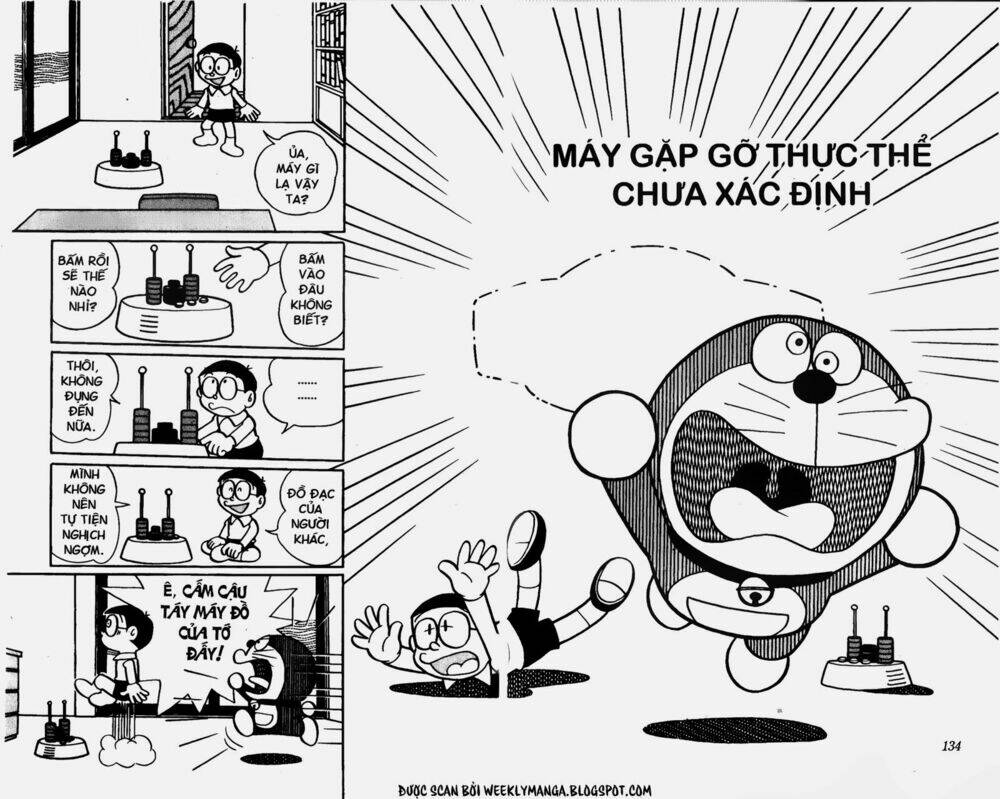 MÁY GẶP GỠ THỰC THỂ
CHƯA XÁC ĐỊNH
134
ỦA,
MÁY GÌ
LẠ VẬY
TA?
BẤM
VÀO
ĐÂU
KHÔNG
BIẾT?
BẤM RỒI
SẼ THẾ
NÀO
NHỈ?
......
......
THÔI,
KHÔNG
ĐỤNG
ĐẾN
NỮA.
ĐỒ ĐẠC
CỦA
NGƯỜI
KHÁC,
MÌNH
KHÔNG
NÊN
TỰ TIỆN
NGHỊCH
NGỢM.
Ê, CẤM CẬU
TÁY MÁY ĐỒ
CỦA TỚ
ĐẤY!
ĐƯỢC SCAN BỞI WEEKLYMANGA.BLOGSPOT.COM